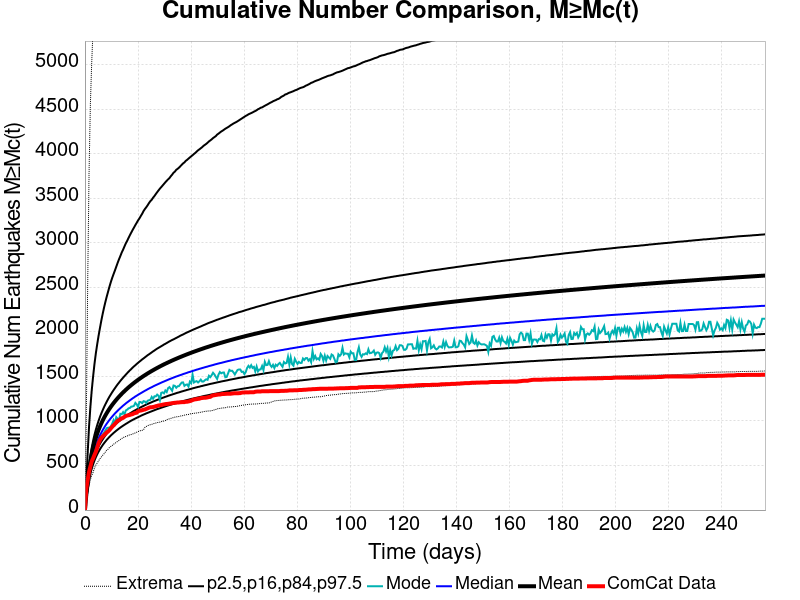 Cumulative Number Comparison, M≥Mc(t)
Cumulative Num Earthquakes M≥Mc(t)
5000
4500
4000
3500
3000
2500
2000
1500
1000
500
0
0 20 40 60 80 100 120 140 160 180 200 220 240
Time (days)
Extrema p2.5,p16,p84,p97.5 Mode Median Mean ComCat Data